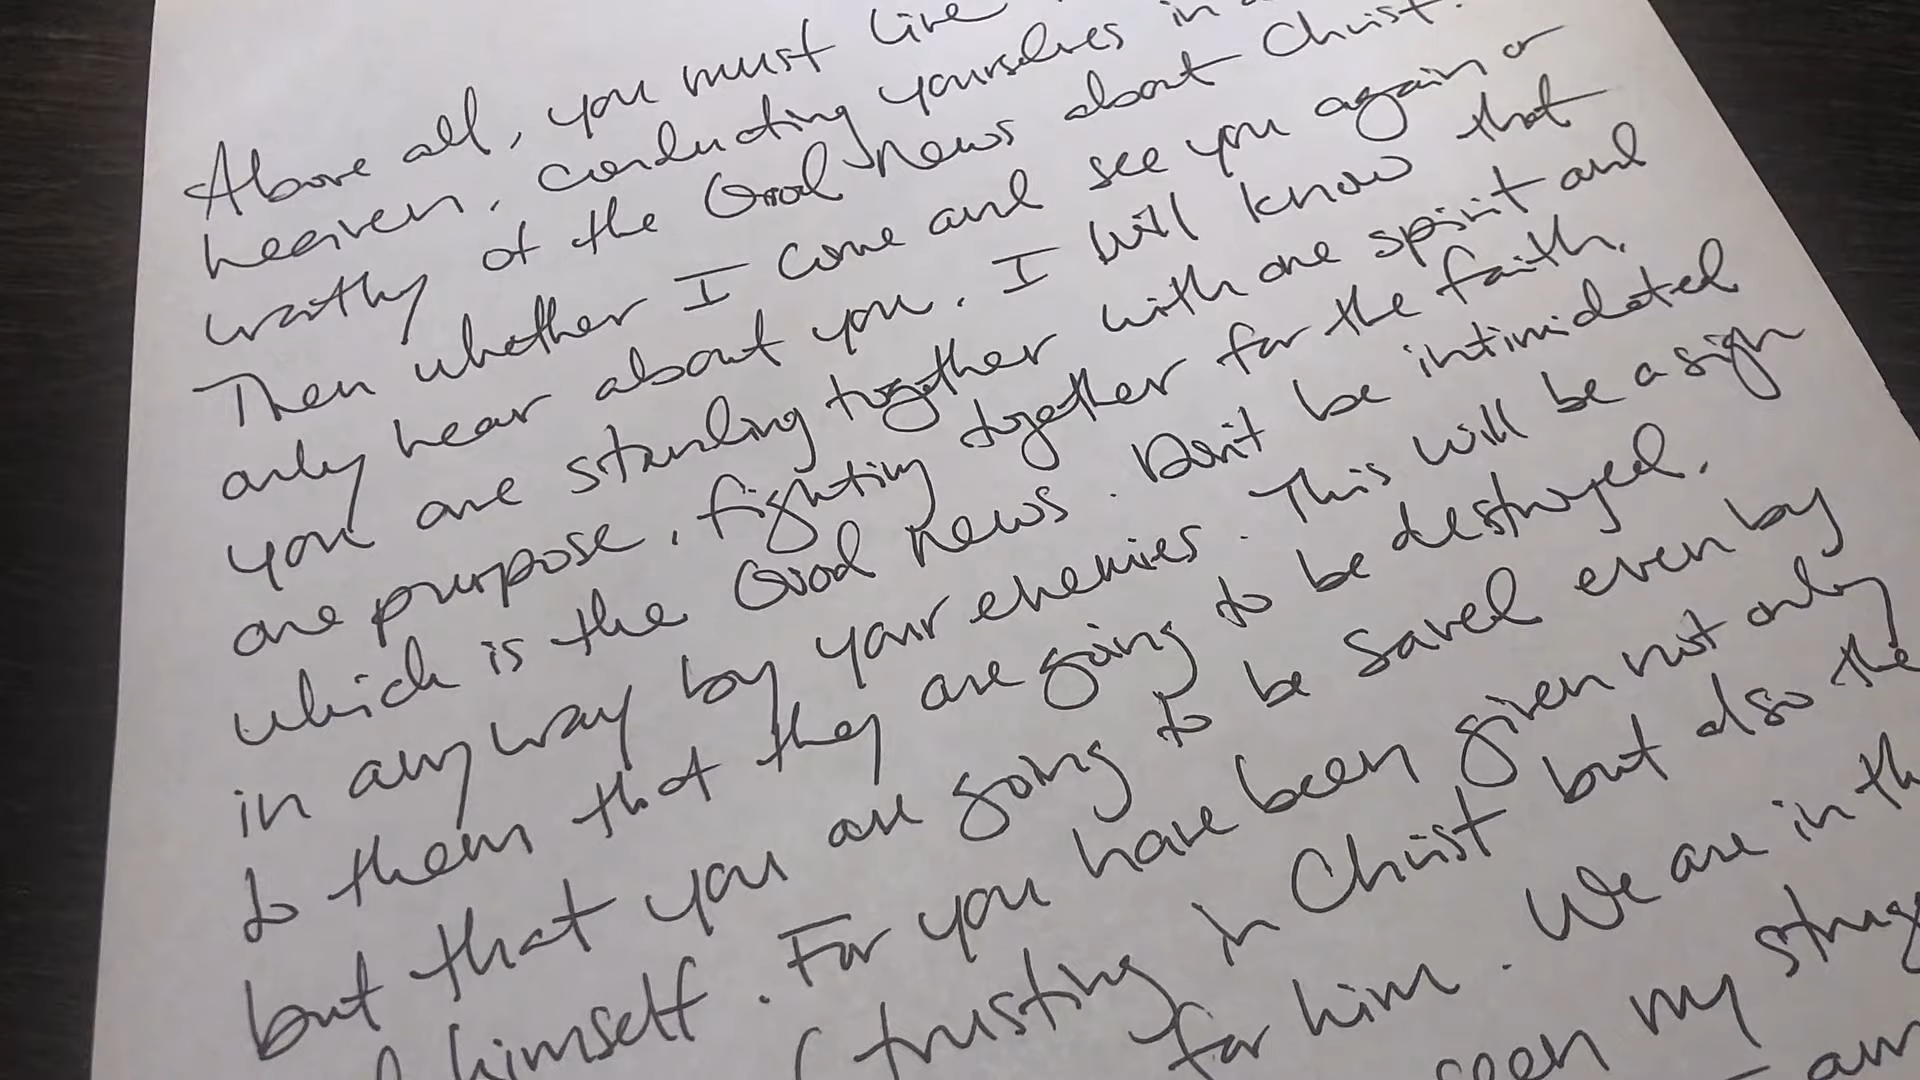 Above all, you must live
heaven, conducting yourselves in
worthy of the Good News about Christ.
Then whether I come and see you again or
only hear about you, I will know that
you are standing together with one spirit and
one purpose, fighting together for the faith,
which is the Good News. Don't be intimidated
in any way by your enemies. This will be a sign
to them that they are going to be destroyed,
but that you are going to be saved even by
himself. For you have been given not only
trusting in Christ but also the
for him. We are in th
seen my strug
am